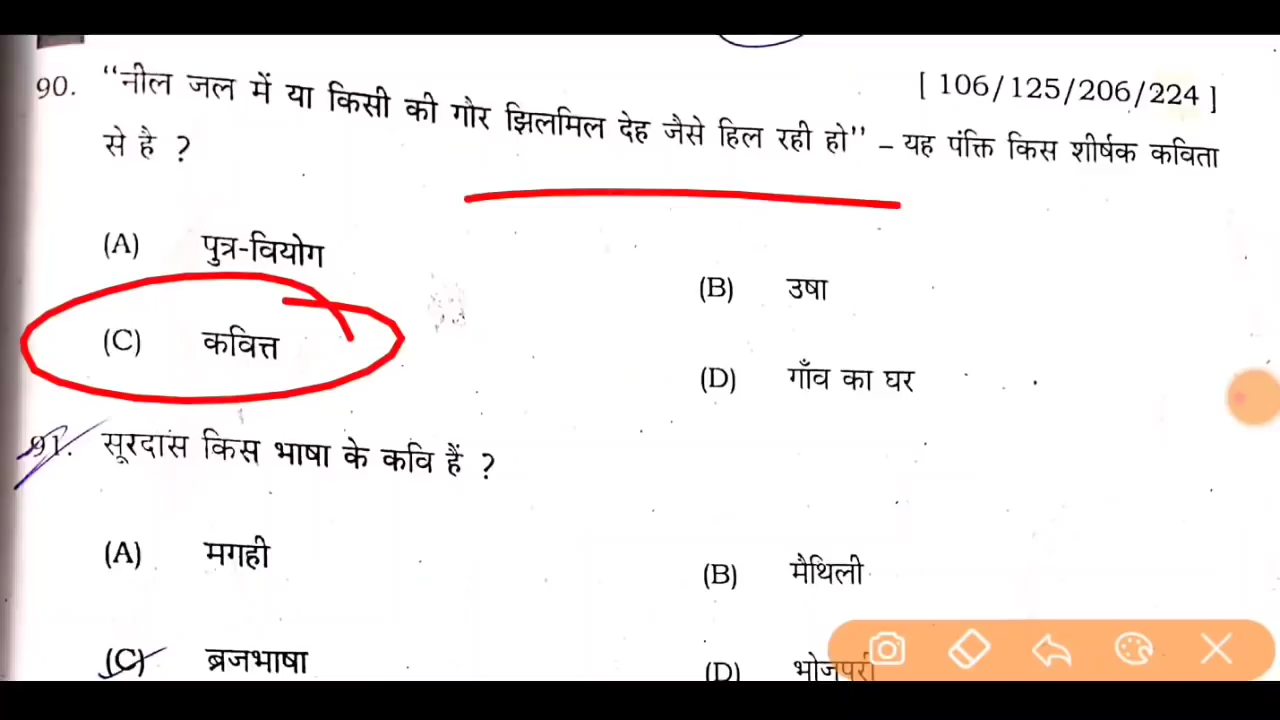 [ 106/125/206/224 ]
90. “नील जल में या किसी की गौर झिलमिल देह जैसे हिल रही हो” – यह पंक्ति किस शीर्षक कविता
से है ?
(A) पुत्र-वियोग
(B) उषा
(C) कवित्त
(D) गाँव का घर
91. सूरदास किस भाषा के कवि हैं ?
(A) मगही
(B) मैथिली
(C) ब्रजभाषा
(D) भोजपुरी